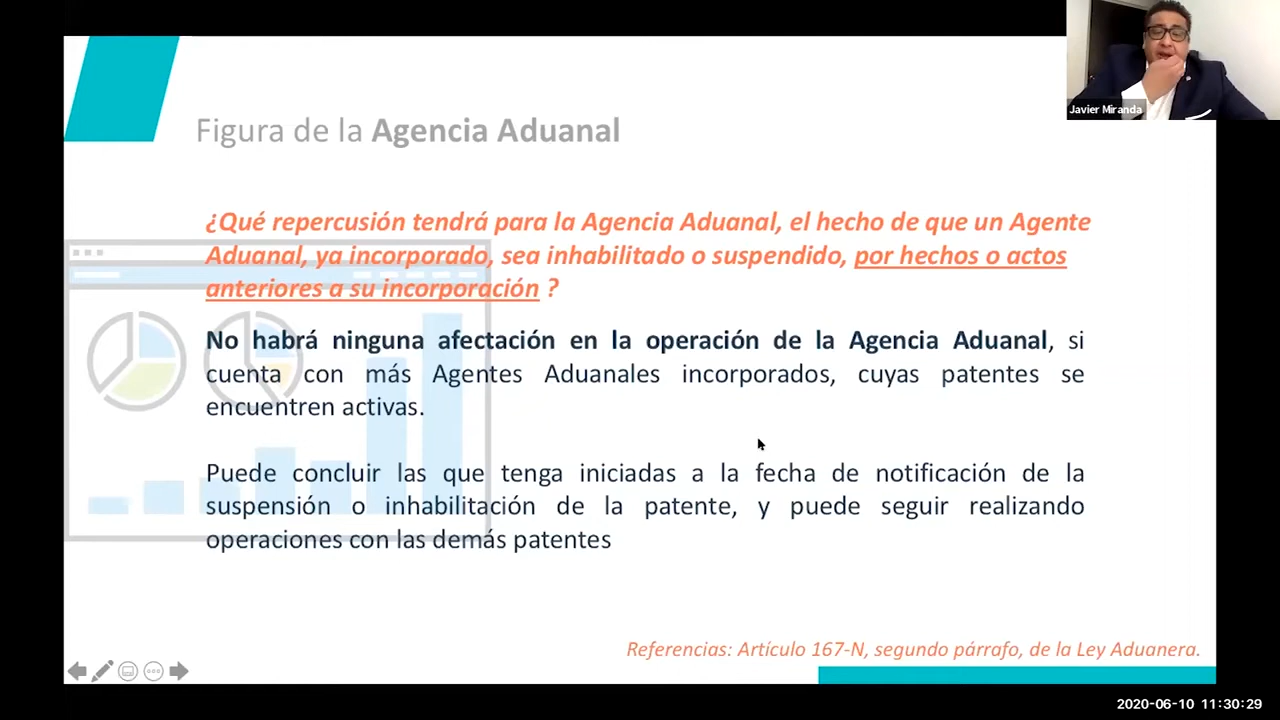 Javier Miranda
Figura de la Agencia Aduanal
¿Qué repercusión tendrá para la Agencia Aduanal, el hecho de que un Agente
Aduanal, ya incorporado, sea inhabilitado o suspendido, por hechos o actos
anteriores a su incorporación ?
No habrá ninguna afectación en la operación de la Agencia Aduanal, si
cuenta con más Agentes Aduanales incorporados, cuyas patentes se
encuentren activas.
Puede concluir las que tenga iniciadas a la fecha de notificación de la
suspensión o inhabilitación de la patente, y puede seguir realizando
operaciones con las demás patentes
Referencias: Artículo 167-N, segundo párrafo, de la Ley Aduanera.
2020-06-10 11:30:29